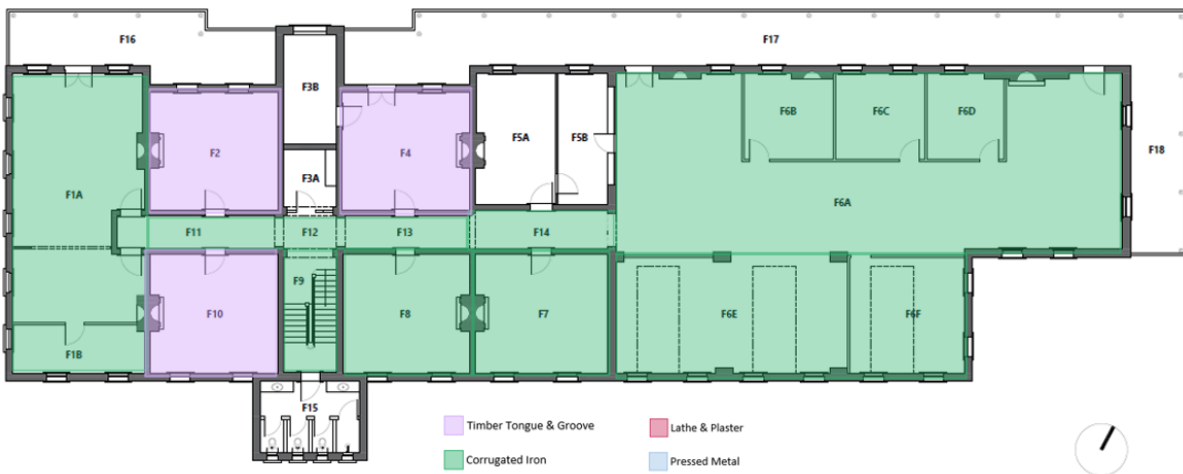 F16
F17
F3B
F6B
F6C
F6D
F2
F4
F5A
F5B
F18
F3A
F1A
F6A
F11
F12
F13
F14
F9
F10
F8
F7
F6E
F6F
F1B
F15
Timber Tongue & Groove
Lathe & Plaster
Corrugated Iron
Pressed Metal